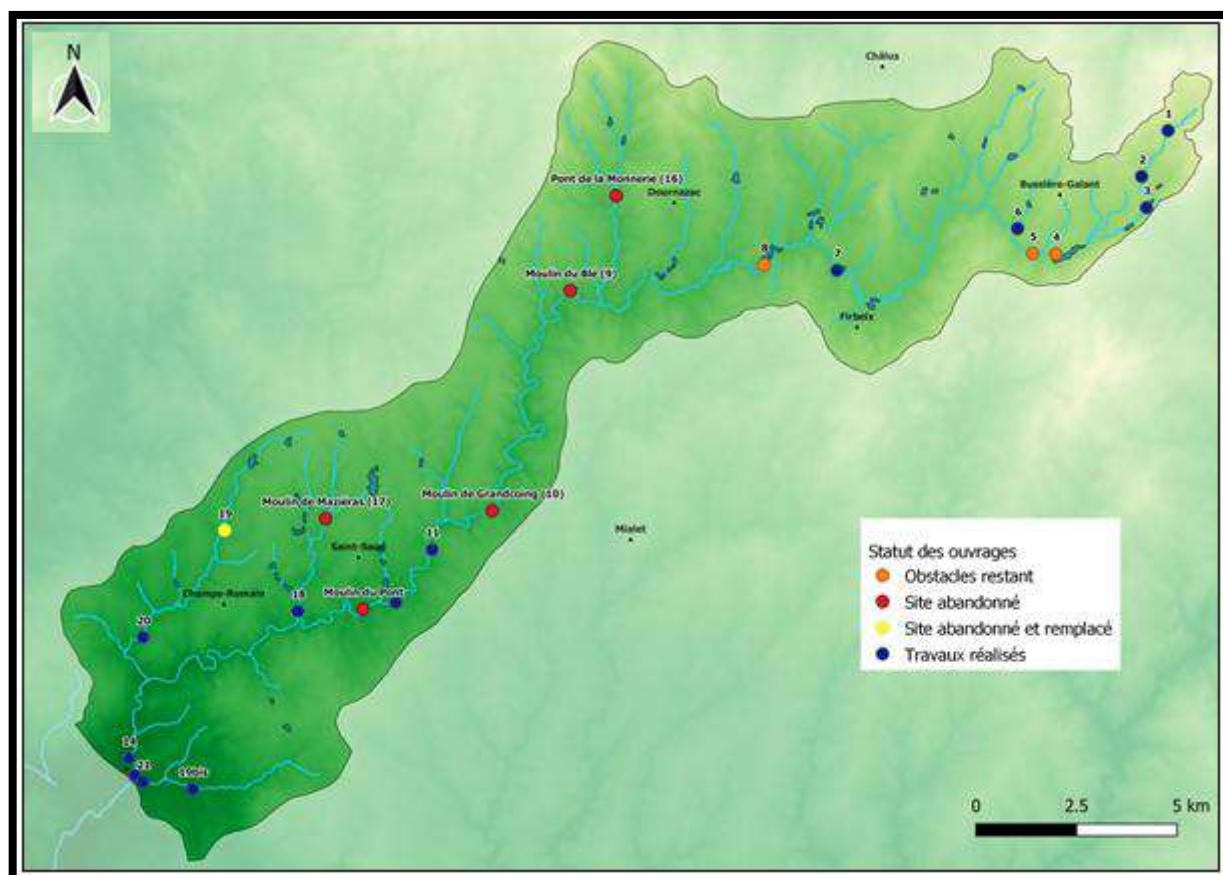 N
Châlus
1
2
Pont de la Monnerie (16)
Dournazac
Bussière-Galant
3
6
5
4
8
7
Moulin du Blé (9)
Firbeix
Moulin de Grandcoing (10)
Moulin de Mazieras (17)
19
Mialet
11
Saint-Saud
Statut des ouvrages
Obstacles restant
Site abandonné
Site abandonné et remplacé
Travaux réalisés
Champs-Romain
18
Moulin du Pont
20
14
21
19bis
0
2.5
5 km